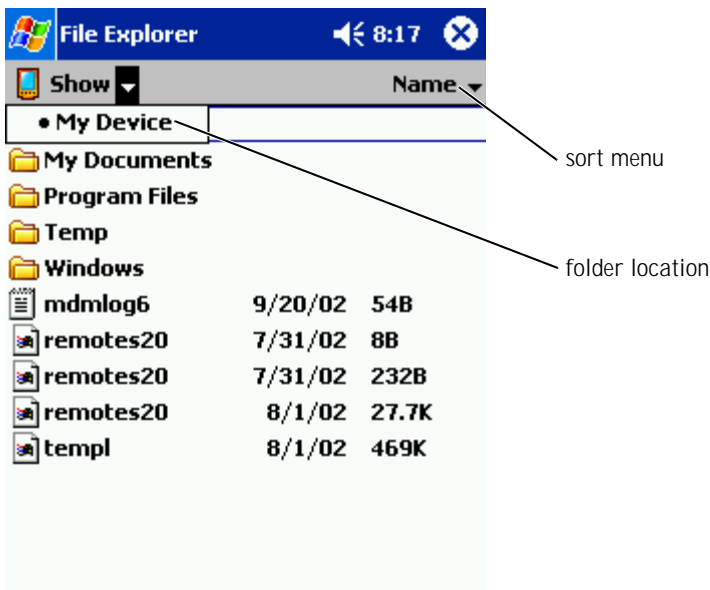 File Explorer 8:17
Show Name
• My Device
sort menu
My Documents
Program Files
Temp
folder location
Windows
mdmlog6 9/20/02 54B
remotes20 7/31/02 8B
remotes20 7/31/02 232B
remotes20 8/1/02 27.7K
templ 8/1/02 469K